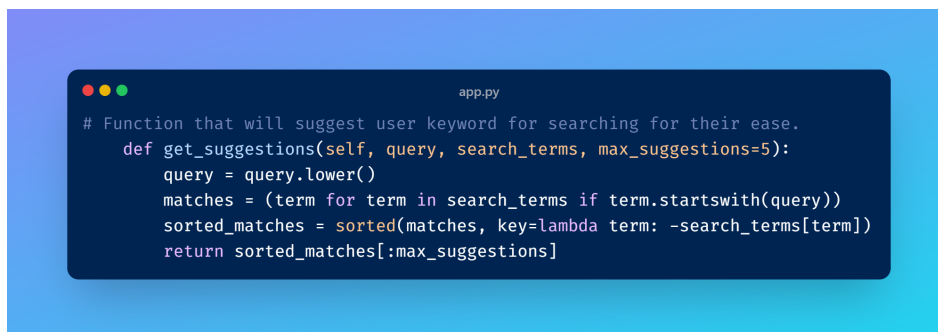 app.py
# Function that will suggest user keyword for searching for their ease.
    def get_suggestions(self, query, search_terms, max_suggestions=5):
        query = query.lower()
        matches = (term for term in search_terms if term.startswith(query))
        sorted_matches = sorted(matches, key=lambda term: -search_terms[term])
        return sorted_matches[:max_suggestions]